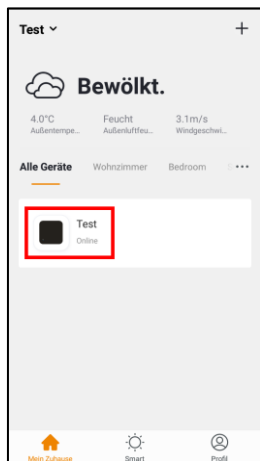 Test
Bewölkt.
4.0°C Feucht 3.1m/s
Außentempe... Außenluftfeu... Windgeschwi...
Alle Geräte Wohnzimmer Bedroom
Test
Online
Mein Zuhause Smart Profil